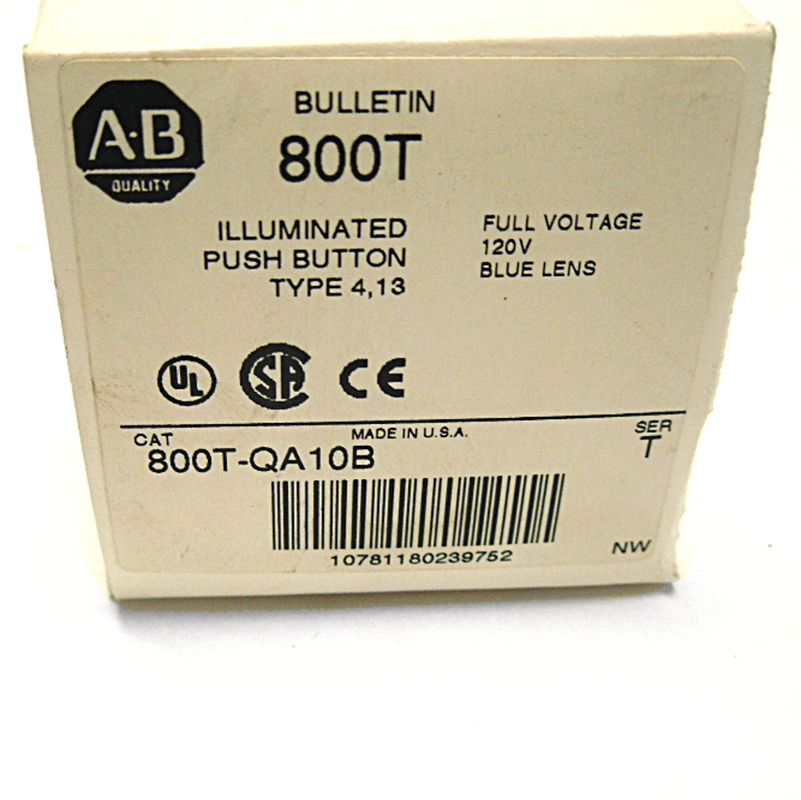 A·B
QUALITY
BULLETIN
800T
ILLUMINATED
PUSH BUTTON
TYPE 4,13
FULL VOLTAGE
120V
BLUE LENS
UL
SA
CE
CAT
MADE IN U.S.A.
SER
800T-QA10B
T
10781180239752
NW